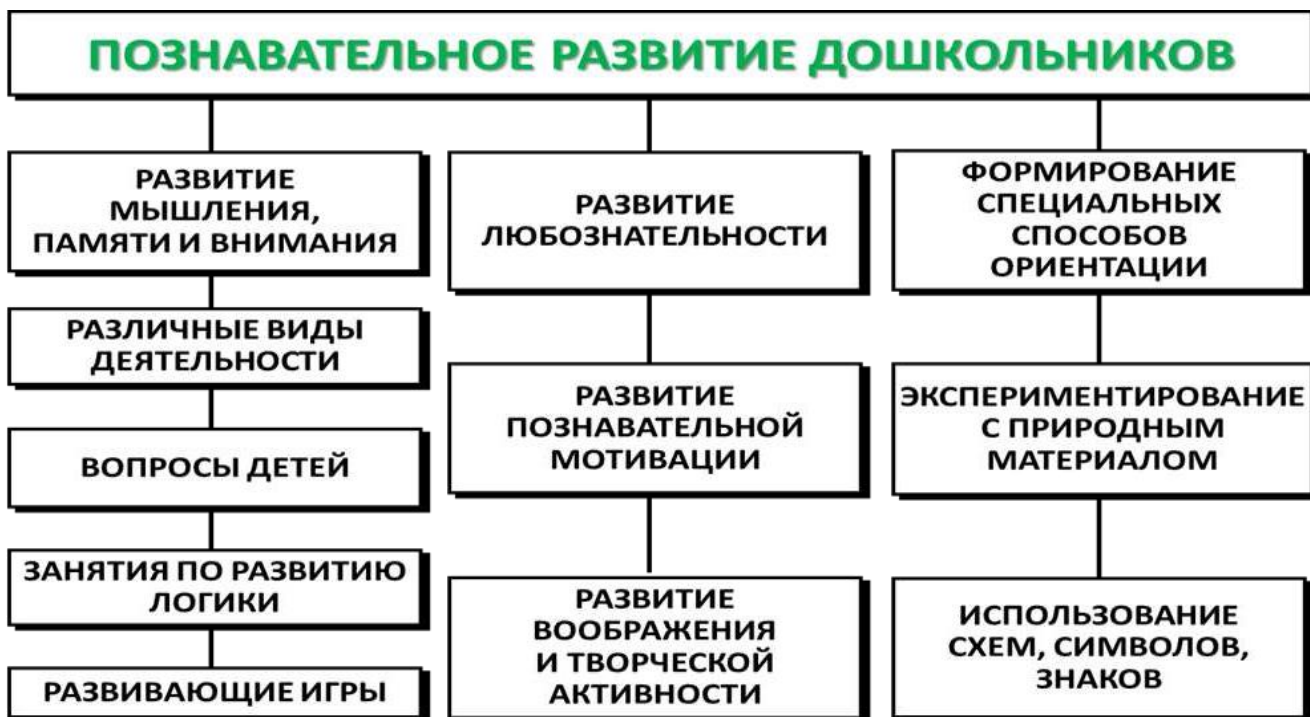 ПОЗНАВАТЕЛЬНОЕ РАЗВИТИЕ ДОШКОЛЬНИКОВ
РАЗВИТИЕ
МЫШЛЕНИЯ,
ПАМЯТИ И ВНИМАНИЯ
РАЗЛИЧНЫЕ ВИДЫ
ДЕЯТЕЛЬНОСТИ
ВОПРОСЫ ДЕТЕЙ
ЗАНЯТИЯ ПО РАЗВИТИЮ
ЛОГИКИ
РАЗВИВАЮЩИЕ ИГРЫ
РАЗВИТИЕ
ЛЮБОЗНАТЕЛЬНОСТИ
РАЗВИТИЕ
ПОЗНАВАТЕЛЬНОЙ
МОТИВАЦИИ
РАЗВИТИЕ
ВООБРАЖЕНИЯ
И ТВОРЧЕСКОЙ
АКТИВНОСТИ
ФОРМИРОВАНИЕ
СПЕЦИАЛЬНЫХ
СПОСОБОВ
ОРИЕНТАЦИИ
ЭКСПЕРИМЕНТИРОВАНИЕ
С ПРИРОДНЫМ
МАТЕРИАЛОМ
ИСПОЛЬЗОВАНИЕ
СХЕМ, СИМВОЛОВ,
ЗНАКОВ